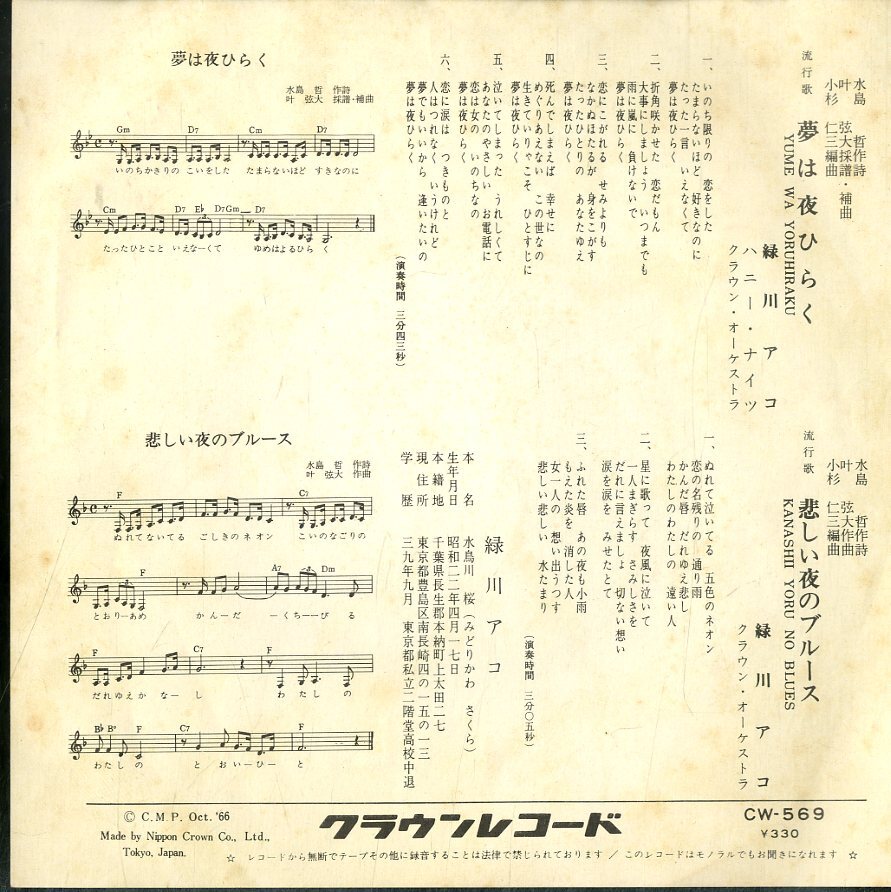 流行歌
水島 哲作詩
叶 弦大採譜・補曲
小杉 仁三編曲
夢は夜ひらく
YUME WA YORUHIRAKU
緑川アコ
ハニー・ナイツ
クラウン・オーケストラ
一、いのち限りの 恋をした
たまらないほど 好きなのに
たった一言 いえなくて
夢は夜ひらく
二、折角咲かせた 恋だもん
大事にしましょう いつまでも
雨に嵐に 負けないで
夢は夜ひらく
三、恋にこがれる せみよりも
なかぬほたるが 身をこがす
たったひとりの あなたゆえ
夢は夜ひらく
四、死んでしまえば 幸せに
めぐりあえない この世なの
生きていりゃこそ ひとすじに
夢は夜ひらく
五、泣いてしまった うれしくて
あなたのやさしい お電話に
恋は女の いのちなの
夢は夜ひらく
六、恋に涙は つきものと
人はつれなく いうけれど
夢でもいいから 逢いたいの
夢は夜ひらく
(演奏時間 三分四三秒)
夢は夜ひらく
水島 哲 作詩
叶 弦大 採譜・補曲
Gm D7 Cm D7
いのちかぎりの こいをした たまらないほど すきなのに
Cm D7 E♭ D7 Gm D7
たったひとこと いえなーくて ゆめはよるひら く
流行歌
水島 哲作詩
叶 弦大作曲
小杉 仁三編曲
悲しい夜のブルース
KANASHII YORU NO BLUES
緑川アコ
クラウン・オーケストラ
一、ぬれて泣いてる 五色のネオン
恋の名残りの 通り雨
かんだ唇 だれゆえ悲し
わたしのわたしの 遠い人
二、星に歌って 夜風に泣いて
一人まぎらす さみしさを
だれに言えましょ 切ない想い
涙を涙を みせたとて
三、ふれた唇 あの夜も小雨
もえた炎を 消した人
女一人の 想い出うつす
悲しい悲しい 水たまり
(演奏時間 三分〇五秒)
緑川アコ
本名 水鳥川 桜(みどりかわ さくら)
生年月日 昭和二二年四月一七日
本籍地 千葉県長生郡本納町上太田二七
現住所 東京都豊島区南長崎四の一五の一三
学歴 三九年九月 東京都私立二階堂高校中退
悲しい夜のブルース
水島 哲 作詩
叶 弦大 作曲
F C7
ぬれてないてる ごしきのネオン こいのなごりの
F A7 Dm
とおりーあめ かんーだ ーくちーーびる
F C7 F
だれゆえかなーし わたしの
B♭ B° F C7 F
わたしの とおいーひーと
© C.M.P. Oct. '66
Made by Nippon Crown Co., Ltd.,
Tokyo, Japan.
クラウンレコード
CW-569
¥330
☆ レコードから無断でテープその他に録音することは法律で禁じられております / このレコードはモノラルでもお聞きになれます ☆